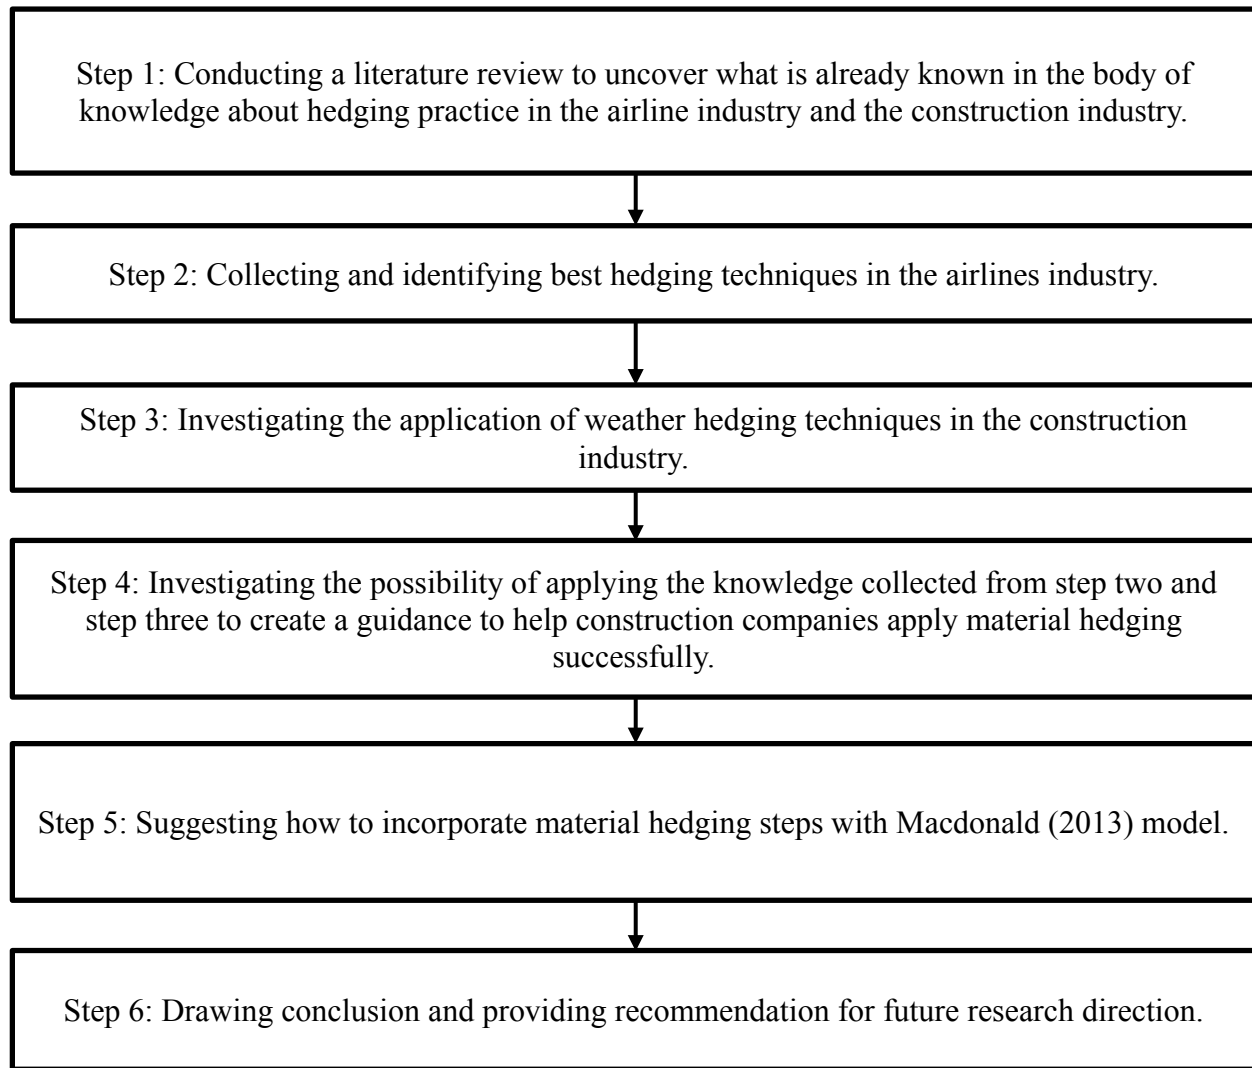 Step 1: Conducting a literature review to uncover what is already known in the body of
knowledge about hedging practice in the airline industry and the construction industry.
Step 2: Collecting and identifying best hedging techniques in the airlines industry.
Step 3: Investigating the application of weather hedging techniques in the construction
industry.
Step 4: Investigating the possibility of applying the knowledge collected from step two and
step three to create a guidance to help construction companies apply material hedging
successfully.
Step 5: Suggesting how to incorporate material hedging steps with Macdonald (2013) model.
Step 6: Drawing conclusion and providing recommendation for future research direction.